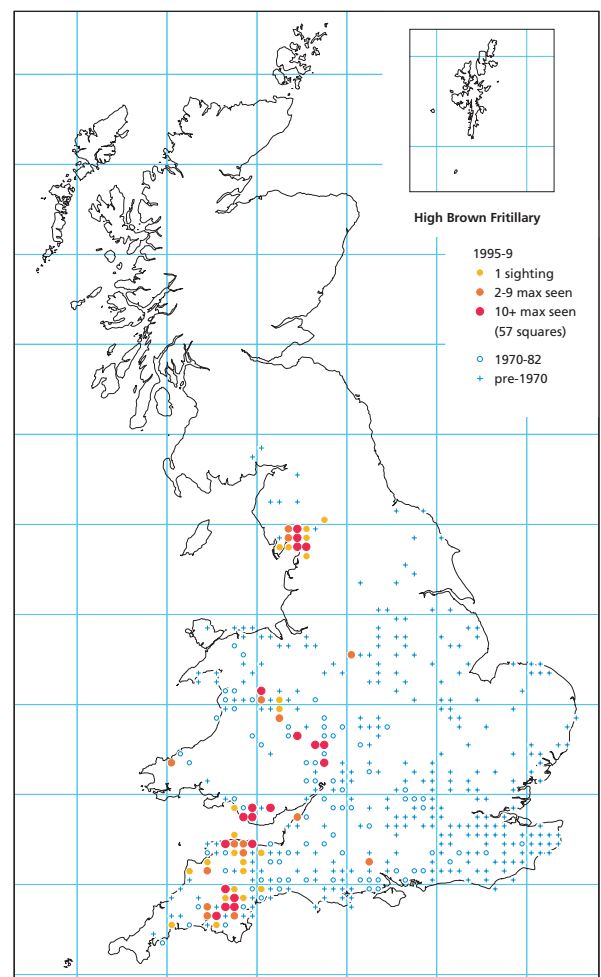 High Brown Fritillary
1995-9
1 sighting
2-9 max seen
10+ max seen
(57 squares)
1970-82
pre-1970